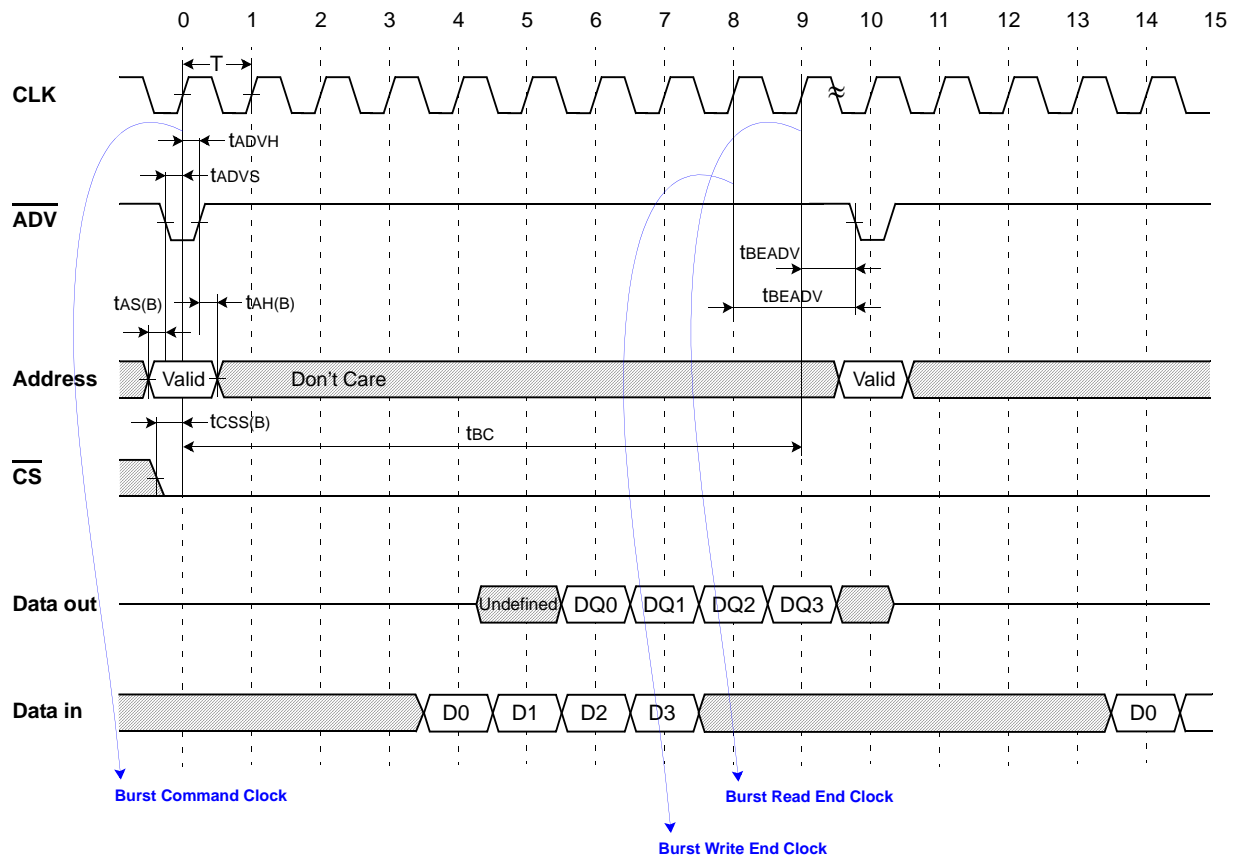 0 1 2 3 4 5 6 7 8 9 10 11 12 13 14 15
T
CLK
tADVH
tADVS
ADV
tBEADV
tBEADV
tAS(B) tAH(B)
Address Valid Don't Care Valid
tCSS(B)
tBC
CS
Data out Undefined DQ0 DQ1 DQ2 DQ3
Data in D0 D1 D2 D3 D0
Burst Command Clock Burst Read End Clock
Burst Write End Clock